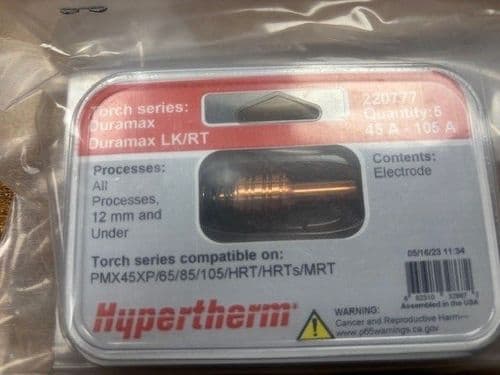 Torch series:
Duramax
Duramax LK/RT
220777
Quantity:5
45 A - 105 A
Processes:
All
Processes,
12 mm and
Under
Contents:
Electrode
Torch series compatible on:
PMX45XP/65/85/105/HRT/HRTs/MRT
05/16/23 11:34
Assembled in the USA
Hypertherm
WARNING:
Cancer and Reproductive Harm—
www.p65warnings.ca.gov